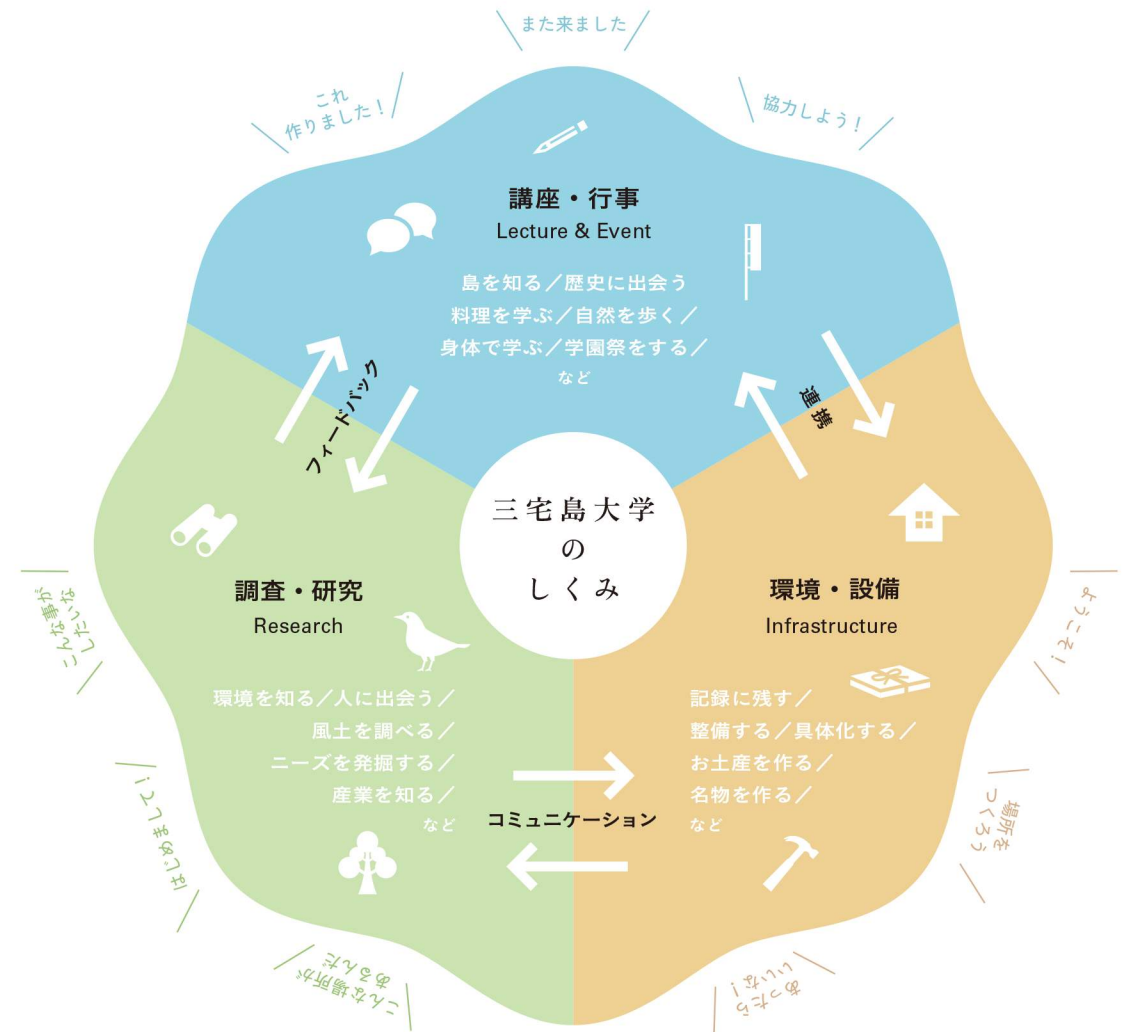 また来ました
これ
作りました！
協力しよう！
講座・行事
Lecture & Event
島を知る／歴史に出会う
料理を学ぶ／自然を歩く／
身体で学ぶ／学園祭をする／
など
フィードバック
連携
三宅島大学
の
しくみ
調査・研究
Research
環境を知る／人に出会う／
風土を調べる／
ニーズを発掘する／
産業を知る／
など
環境・設備
Infrastructure
記録に残す／
整備する／具体化する／
お土産を作る／
名物を作る／
など
コミュニケーション
こんな事が
したいな
はじめまして！
こんな場所が
あるんだ
ようこそ！
場所を
つくろう
あったら
いいな！